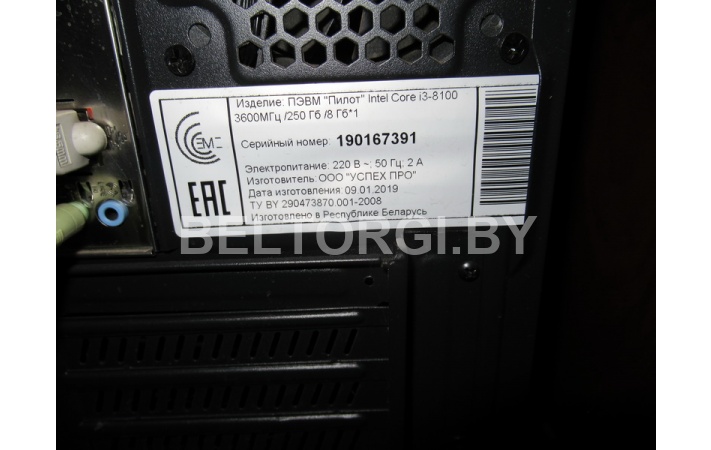 Изделие: ПЭВМ "Пилот" Intel Core i3-8100
3600МГц /250 Гб /8 Гб*1
Серийный номер: 190167391
Электропитание: 220 В ~; 50 Гц; 2 А
Изготовитель: ООО "УСПЕХ ПРО"
Дата изготовления 09.01.2019
ТУ BY 290473870.001-2008
Изготовлено в Республике Беларусь
ЕМС
EAC
BELTORGI.BY